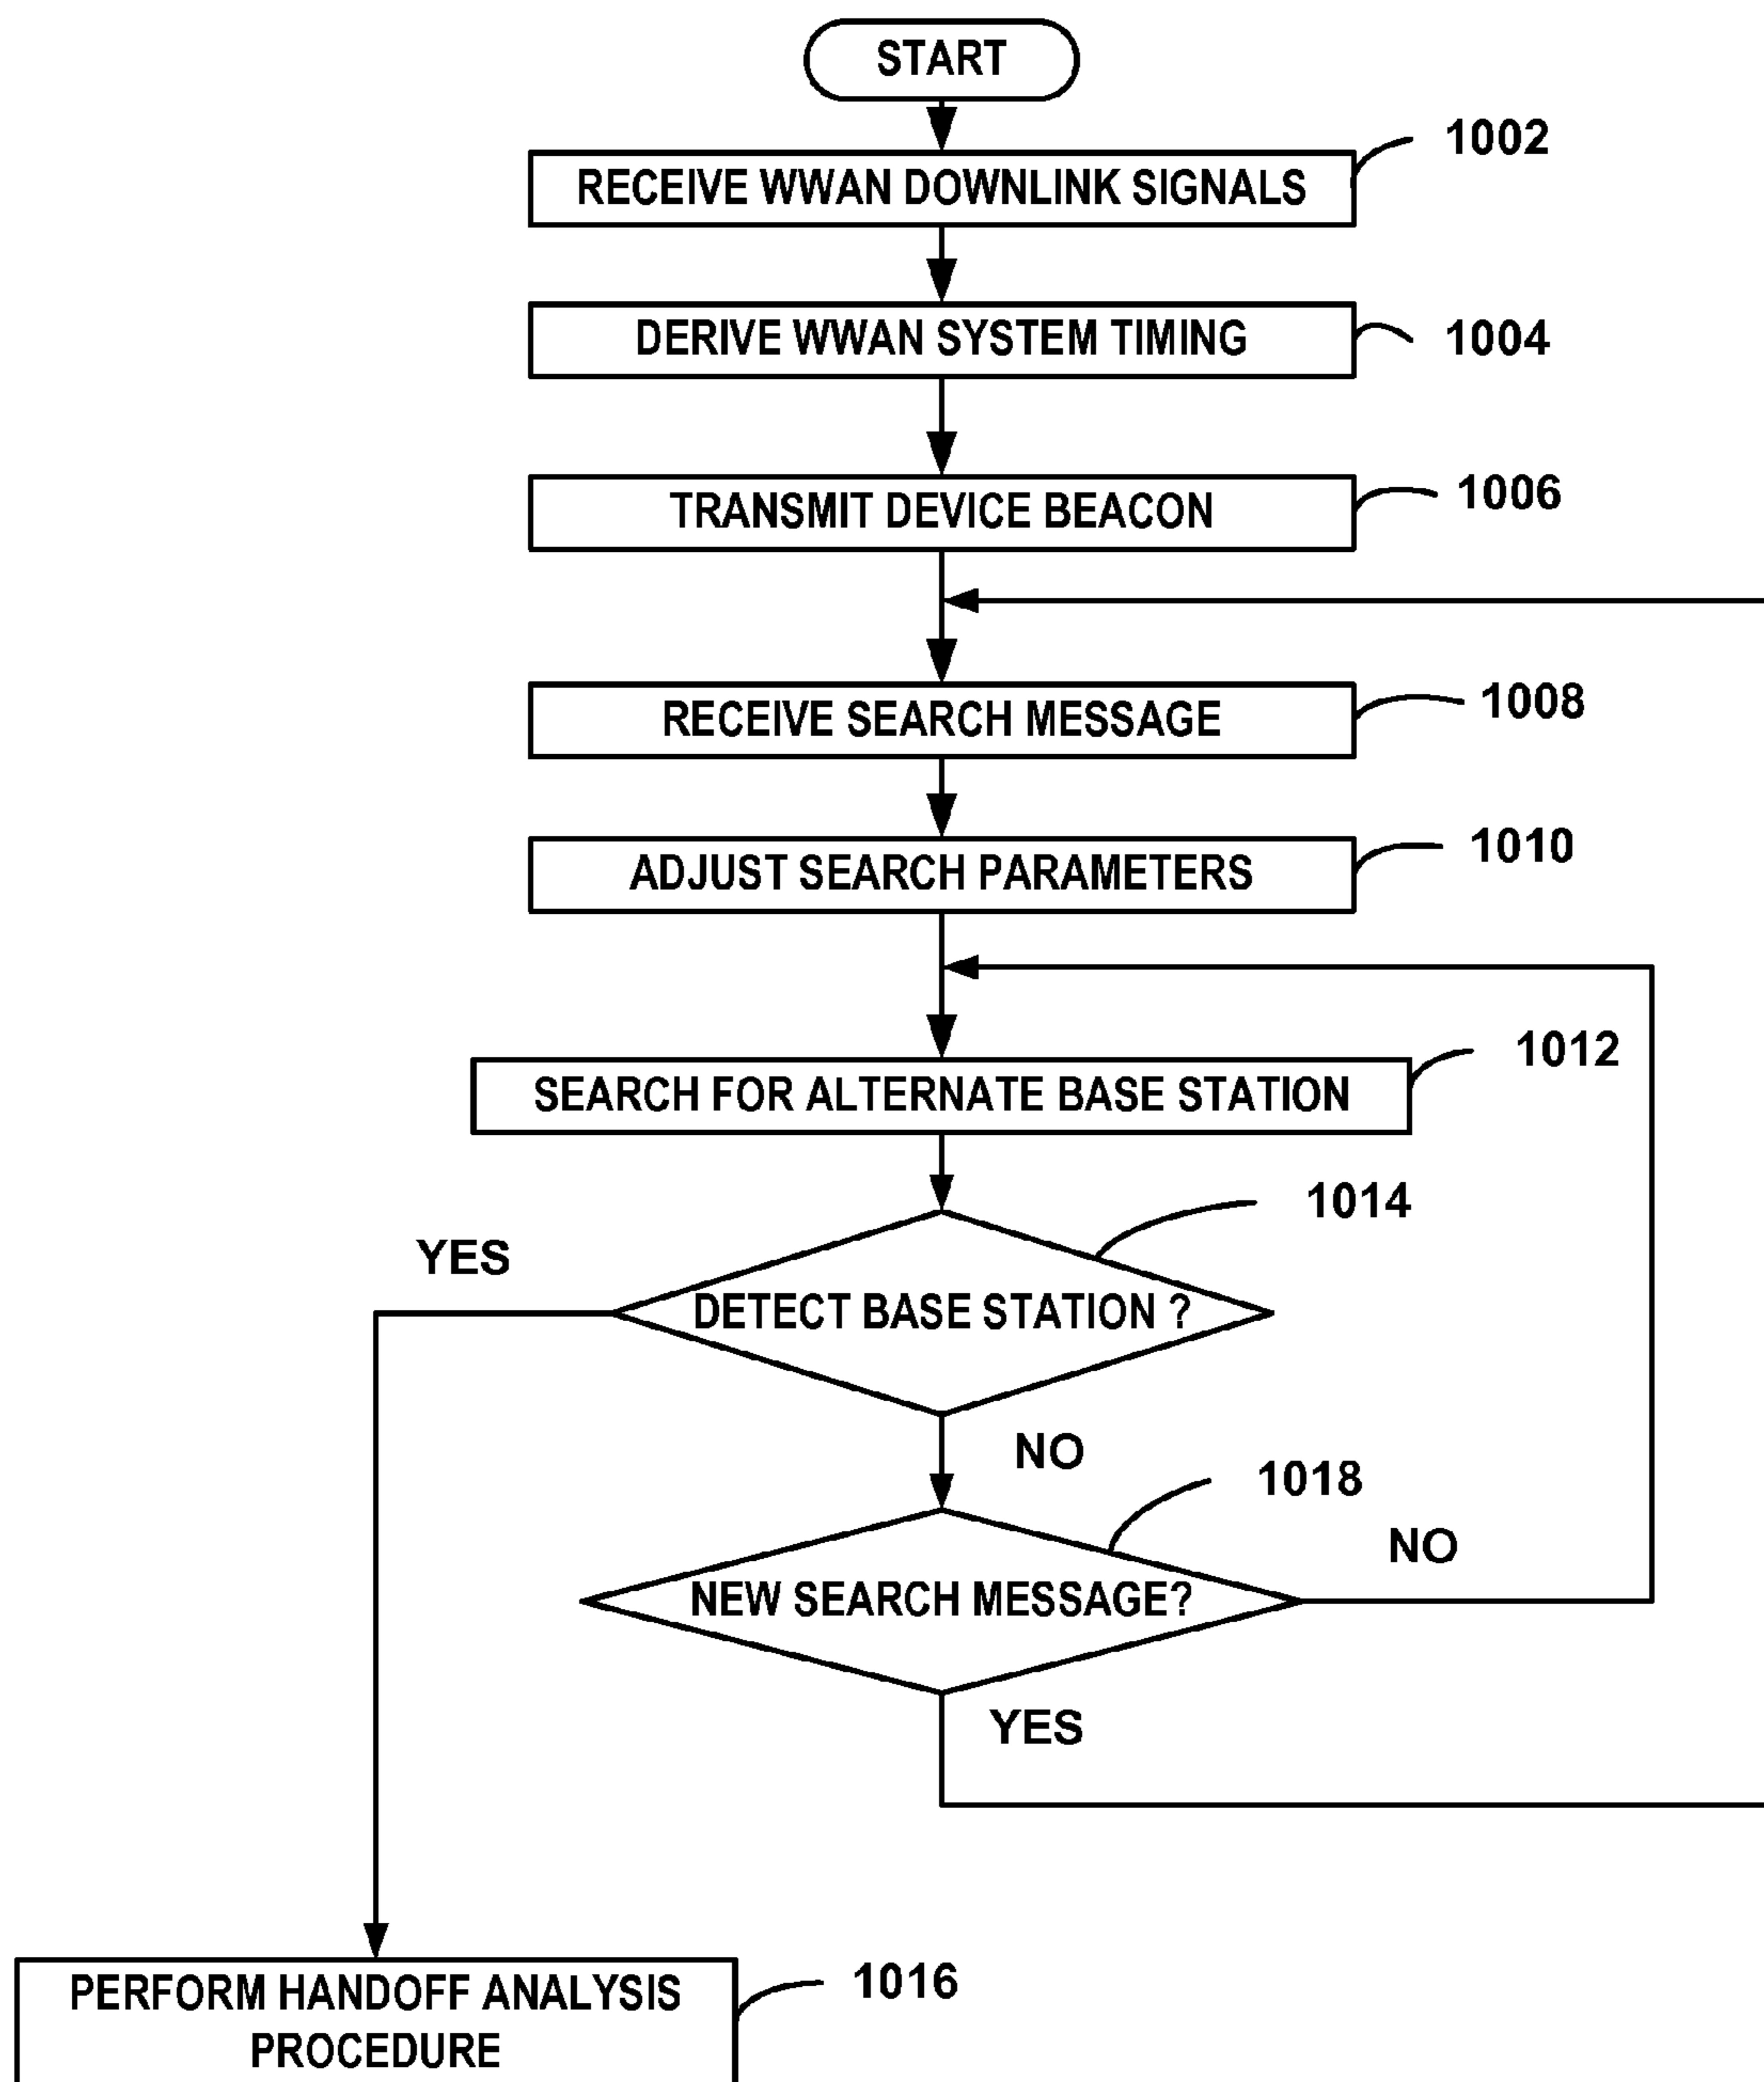 START
1002
RECEIVE WWAN DOWNLINK SIGNALS
DERIVE WWAN SYSTEM TIMING
1004
TRANSMIT DEVICE BEACON
1006
RECEIVE SEARCH MESSAGE
1008
ADJUST SEARCH PARAMETERS
1010
1012
SEARCH FOR ALTERNATE BASE STATION
1014
YES
DETECT BASE STATION ?
NO
1018
NO
NEW SEARCH MESSAGE?
YES
PERFORM HANDOFF ANALYSIS
PROCEDURE
1016